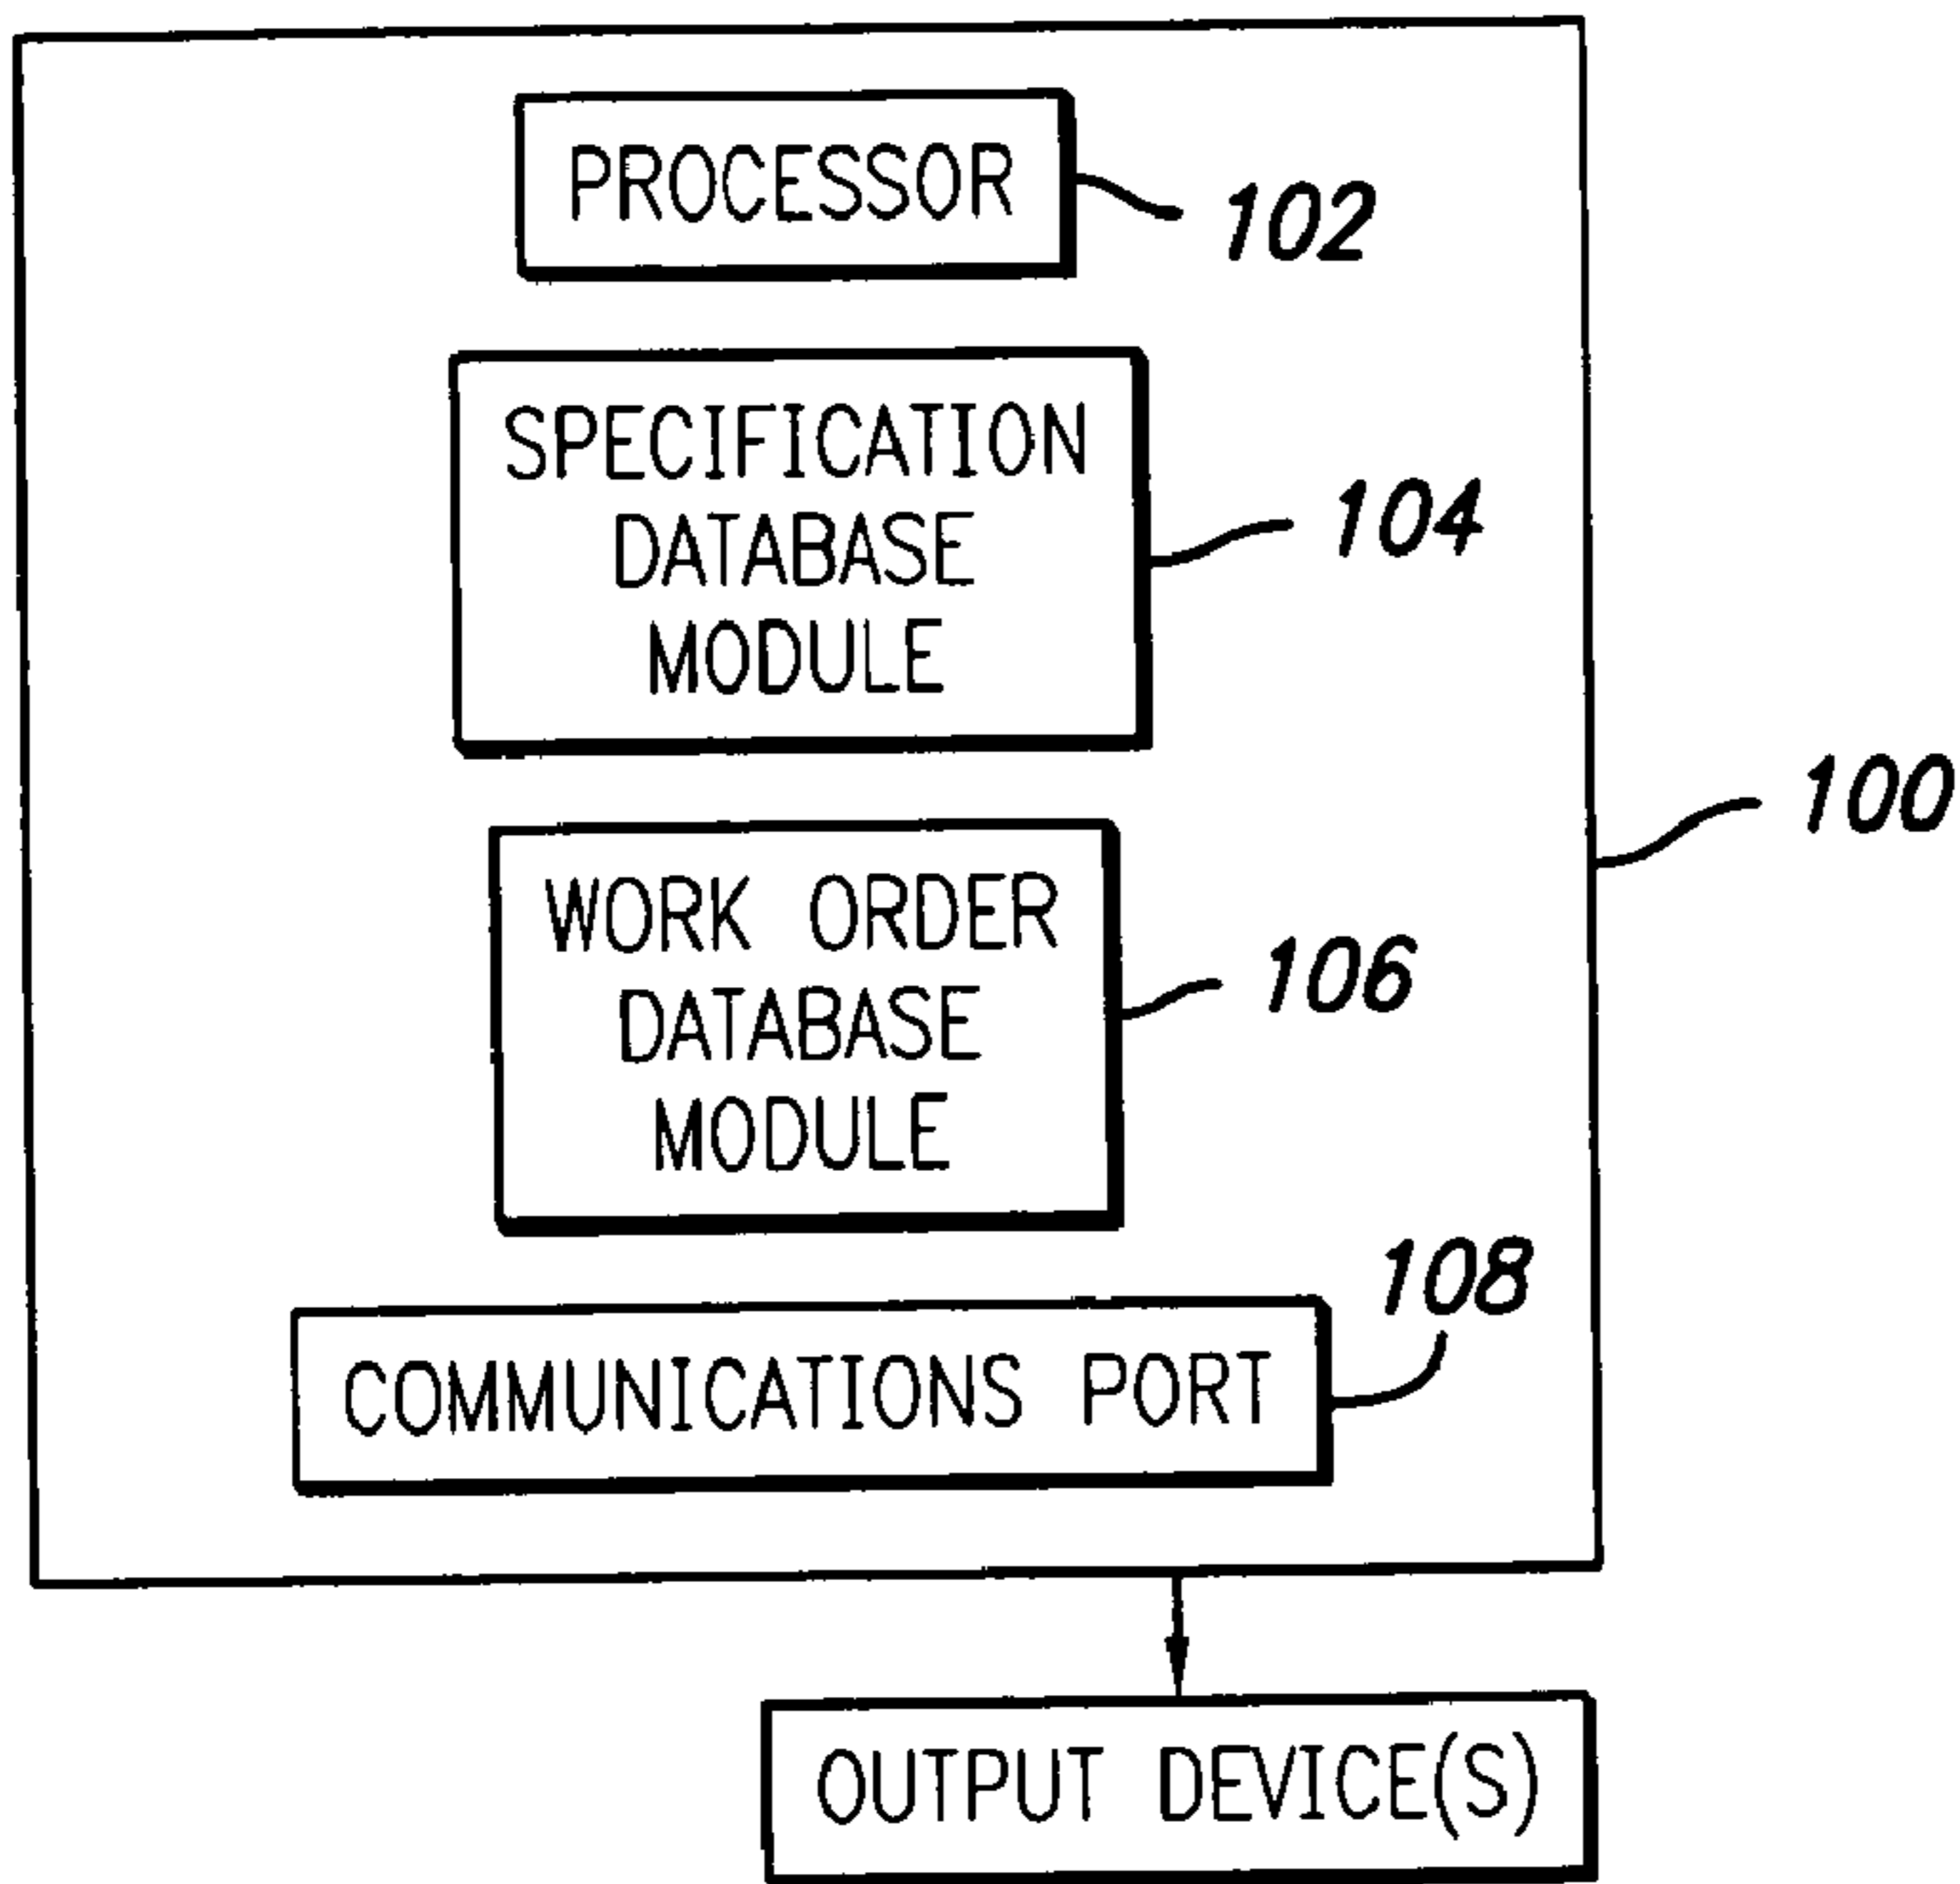 PROCESSOR
102
SPECIFICATION
DATABASE
MODULE
104
100
WORK ORDER
DATABASE
MODULE
106
108
COMMUNICATIONS PORT
OUTPUT DEVICE(S)